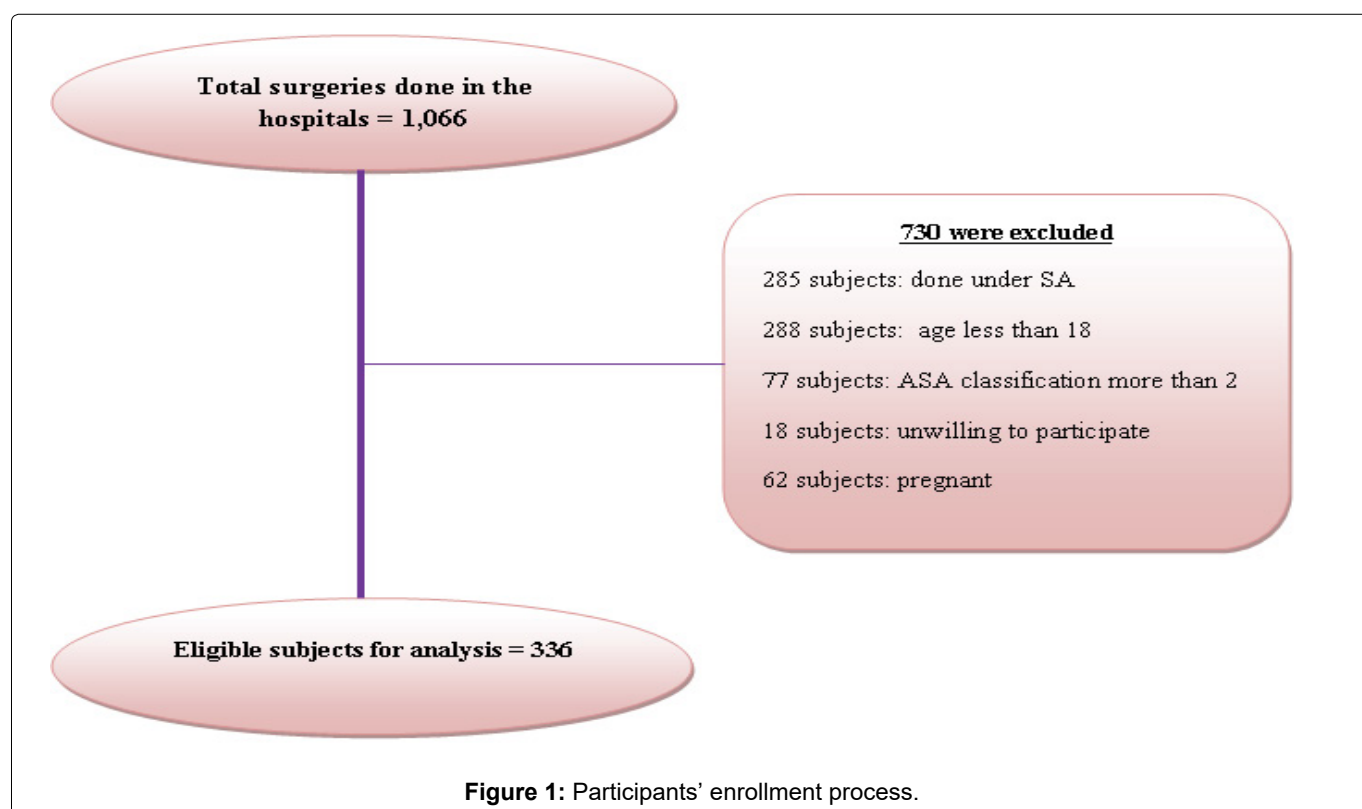 Total surgeries done in the
hospitals = 1,066
730 were excluded
285 subjects: done under SA
288 subjects: age less than 18
77 subjects: ASA classification more than 2
18 subjects: unwilling to participate
62 subjects: pregnant
Eligible subjects for analysis = 336
Figure 1: Participants’ enrollment process.